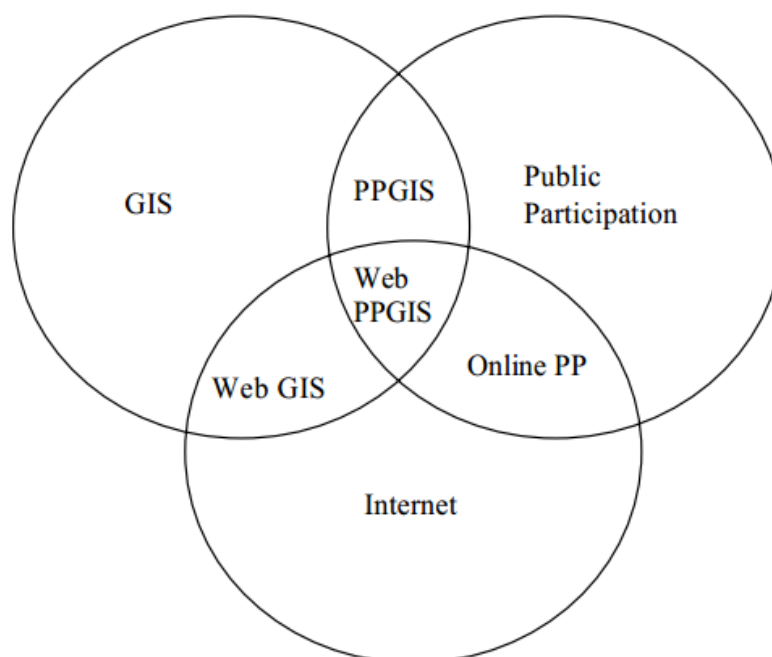 GIS
PPGIS
Public
Participation
Web
PPGIS
Web GIS
Online PP
Internet